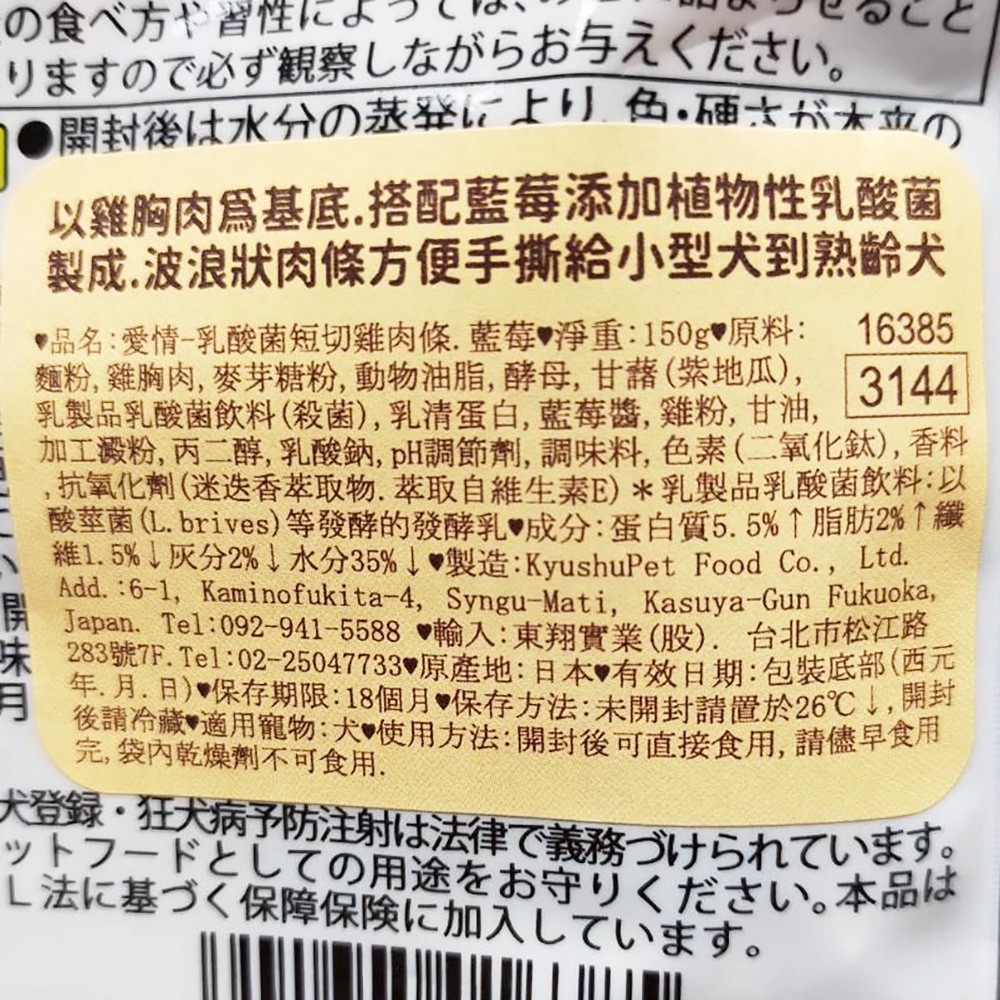 の食べ方や習性によっては、
りますので必ず観察しながらお与えください。
●開封後は水分の蒸発により、色・硬さが本来の
以雞胸肉為基底.搭配藍莓添加植物性乳酸菌
製成.波浪狀肉條方便手撕給小型犬到熟齡犬
♥品名:愛情-乳酸菌短切雞肉條. 藍莓♥淨重:150g♥原料:
16385
麵粉, 雞胸肉, 麥芽糖粉, 動物油脂, 酵母, 甘藷(紫地瓜),
3144
乳製品乳酸菌飲料(殺菌), 乳清蛋白, 藍莓醬, 雞粉, 甘油,
加工澱粉, 丙二醇, 乳酸鈉, pH調節劑, 調味料, 色素(二氧化鈦), 香料
, 抗氧化劑(迷迭香萃取物. 萃取自維生素E)＊乳製品乳酸菌飲料:以
酸莖菌(L.brives)等發酵的發酵乳♥成分:蛋白質5.5%↑脂肪2%↑纖
維1.5%↓灰分2%↓水分35%↓♥製造:KyushuPet Food Co., Ltd.
Add.:6-1, Kaminofukita-4, Syngu-Mati, Kasuya-Gun Fukuoka,
Japan. Tel:092-941-5588 ♥輸入:東翔實業(股). 台北市松江路
283號7F.Tel:02-25047733♥原產地:日本♥有效日期:包裝底部(西元
年.月.日)♥保存期限:18個月♥保存方法:未開封請置於26℃↓,開封
後請冷藏♥適用寵物:犬♥使用方法:開封後可直接食用,請儘早食用
完,袋內乾燥劑不可食用.
開
味
月
犬登録・狂犬病予防注射は法律で義務づけられています。
ットフードとしての用途をお守りください。本品は
L法に基づく保障保険に加入しています。